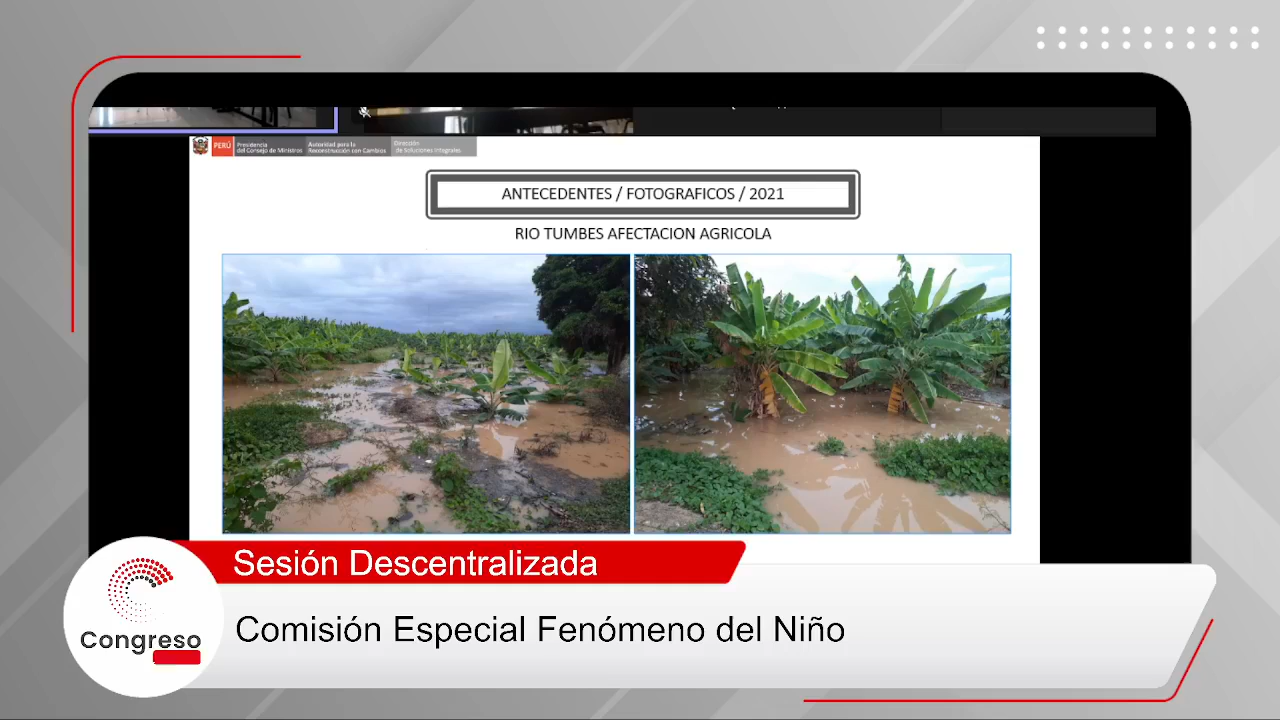 PERÚ
Presidencia
del Consejo de Ministros
Autoridad para la
Reconstrucción con Cambios
Dirección
de Soluciones Integrales
ANTECEDENTES / FOTOGRAFICOS / 2021
RIO TUMBES AFECTACION AGRICOLA
Sesión Descentralizada
Comisión Especial Fenómeno del Niño
Congreso